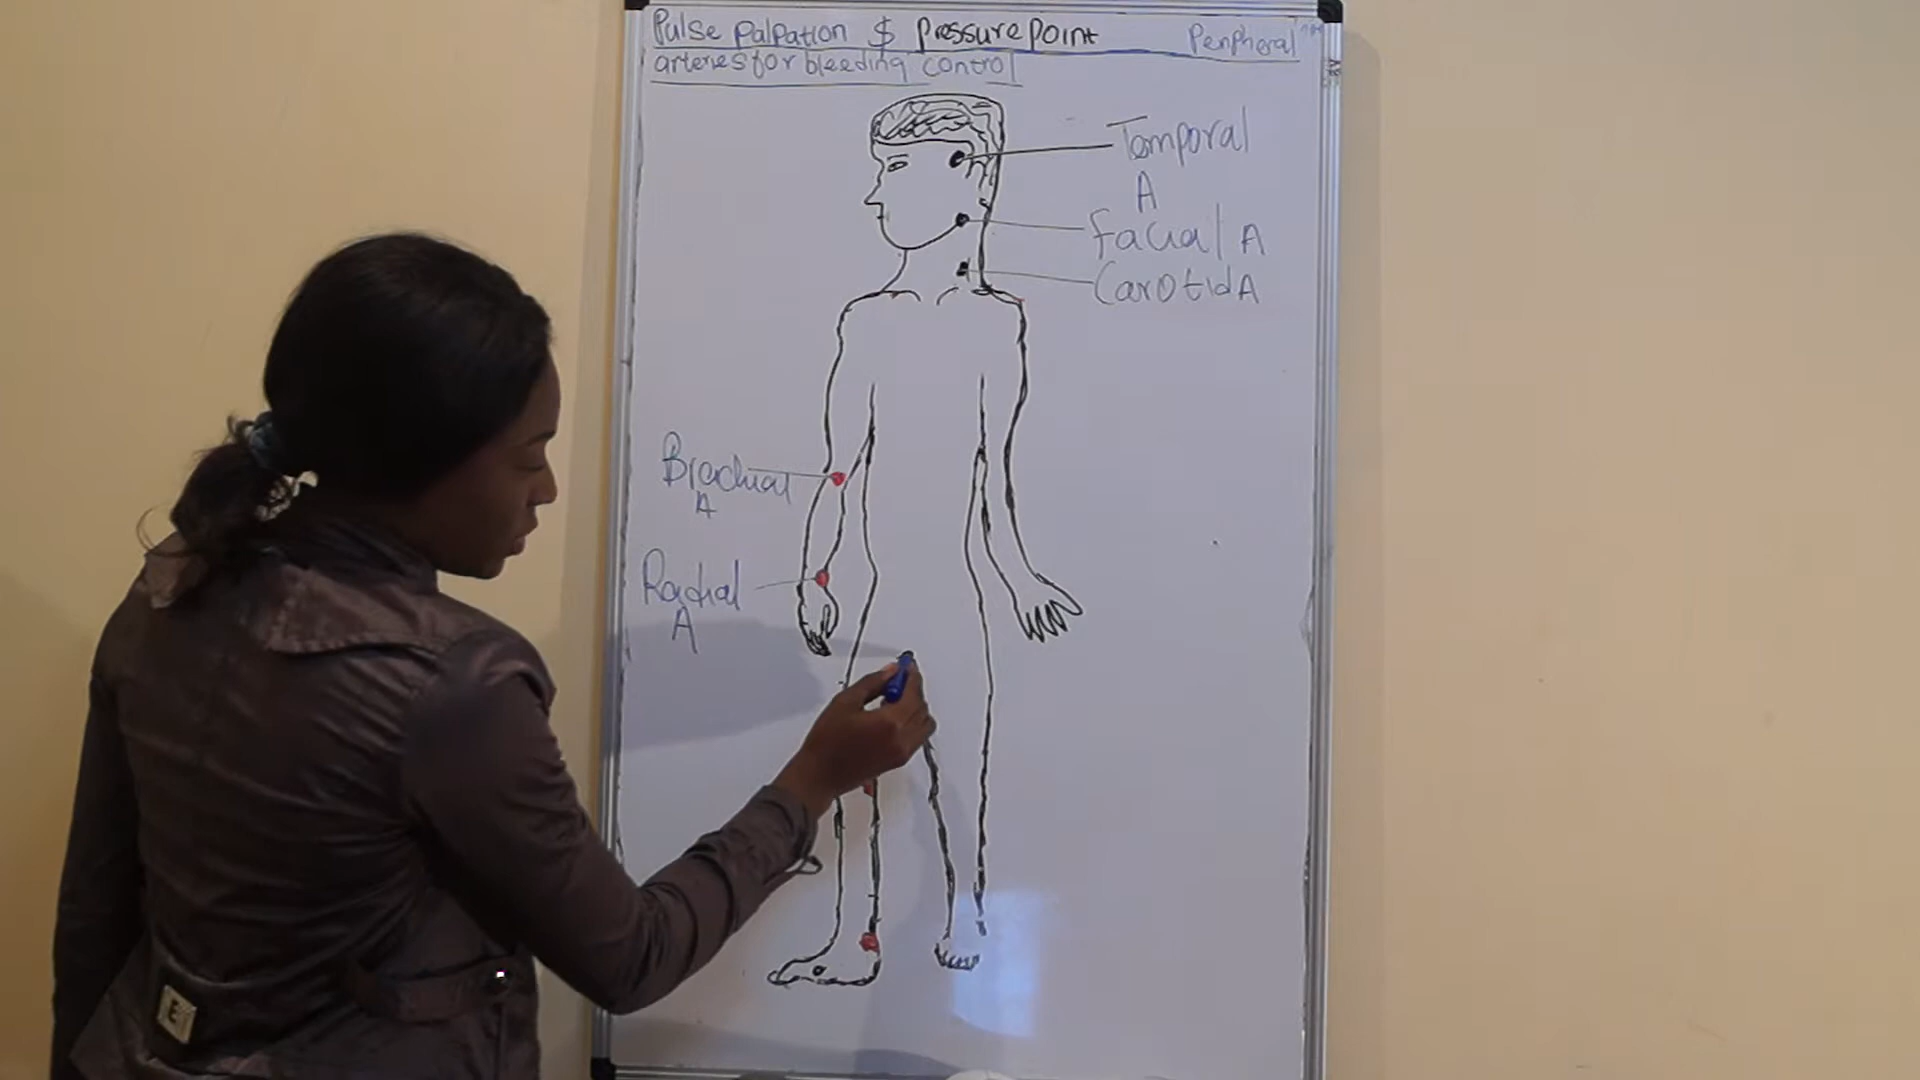 Pulse palpation $ pressure point Peripheral
arteries for bleeding control
Temporal
A
Facial A
Carotid A
Brachial
A
Radial
A
E